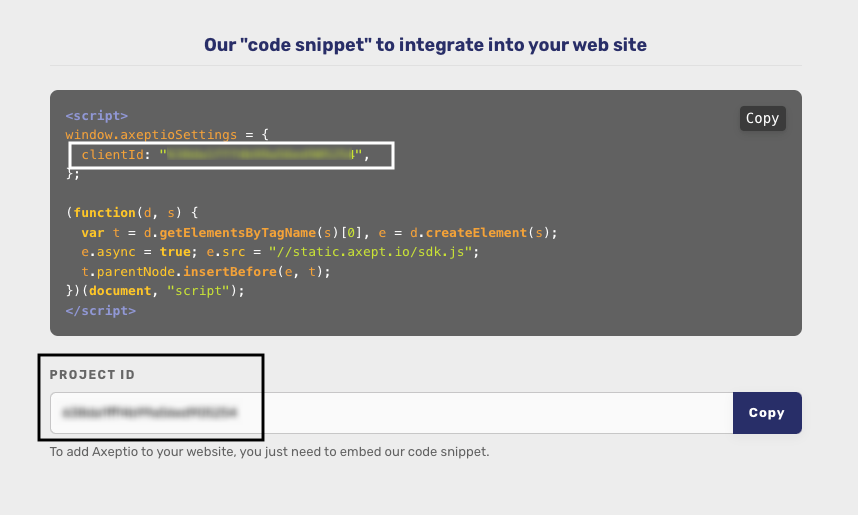 Our "code snippet" to integrate into your web site
Copy
<script>
window.axeptioSettings = {
clientId: "
};
(function(d, s) {
var t = d.getElementsByTagName(s)[0], e = d.createElement(s);
e.async = true; e.src = "//static.axept.io/sdk.js";
t.parentNode.insertBefore(e, t);
})(document, "script");
</script>
PROJECT ID
Copy
To add Axeptio to your website, you just need to embed our code snippet.